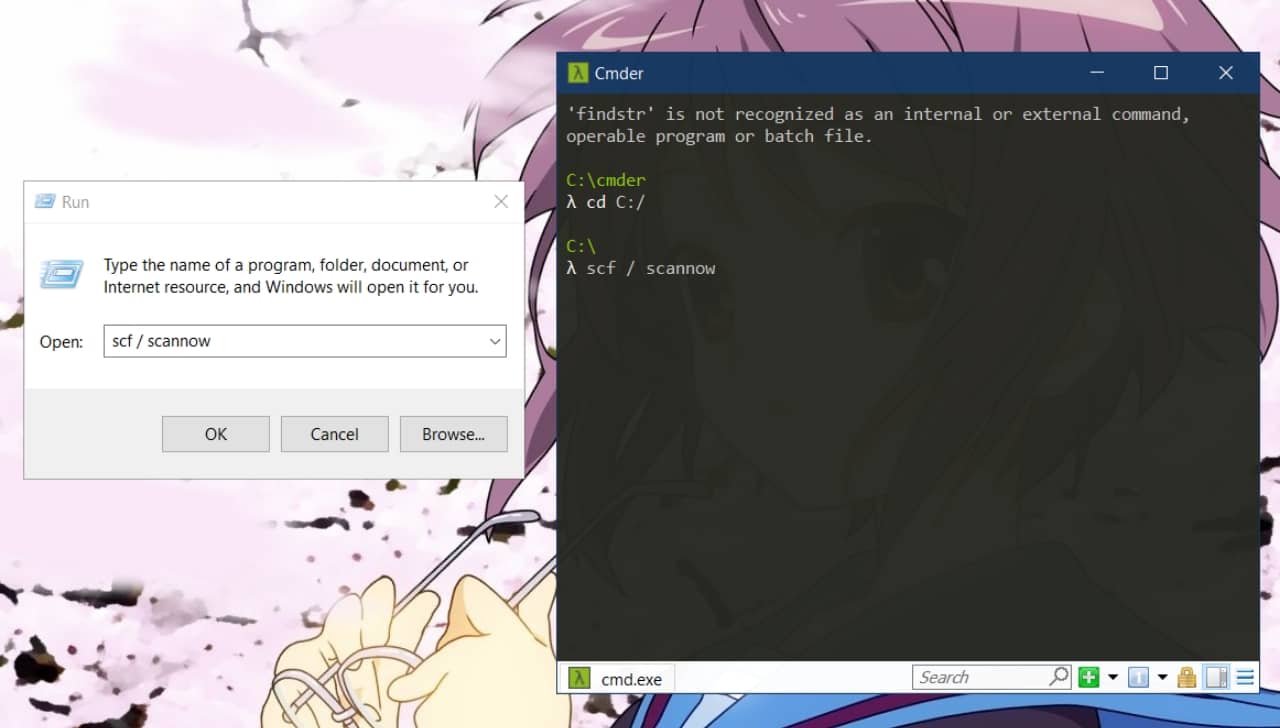 Run
Type the name of a program, folder, document, or
Internet resource, and Windows will open it for you.
Open: scf / scannow
OK Cancel Browse...
λ Cmder
'findstr' is not recognized as an internal or external command,
operable program or batch file.
C:\cmder
λ cd C:/
C:\
λ scf / scannow
λ cmd.exe Search